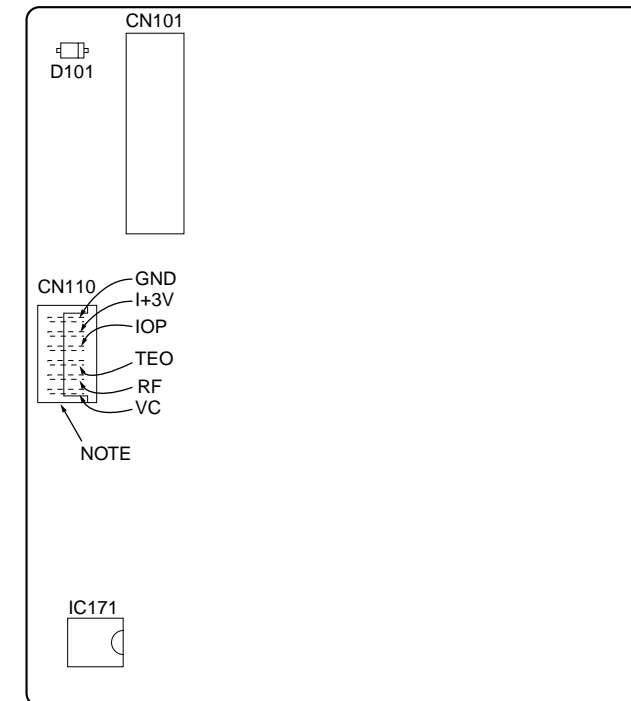 CN101
D101
CN110
GND
I+3V
IOP
TEO
RF
VC
NOTE
IC171